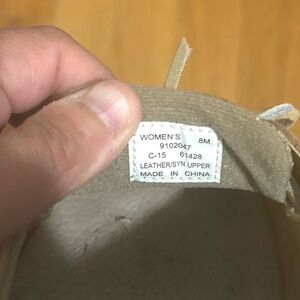 WOMEN'S 8M
9102047
C-15 61428
LEATHER/SYN UPPER
MADE IN CHINA